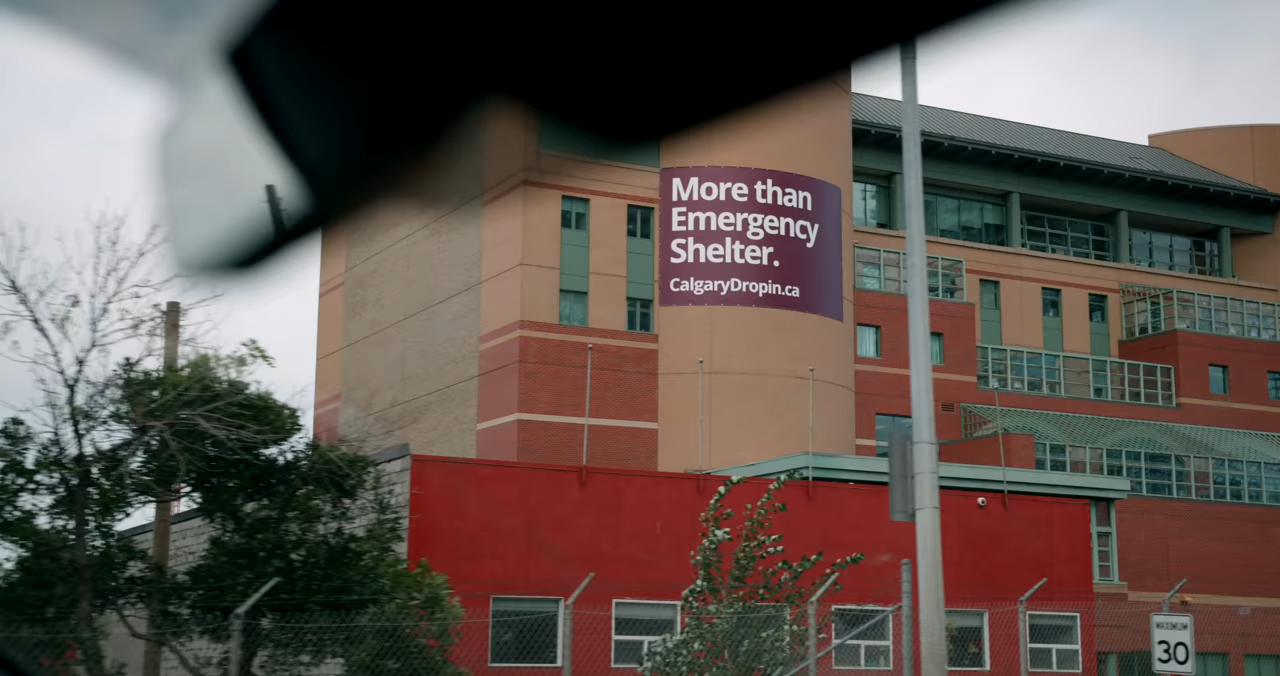 More than
Emergency
Shelter.
CalgaryDropin.ca
MAXIMUM
30